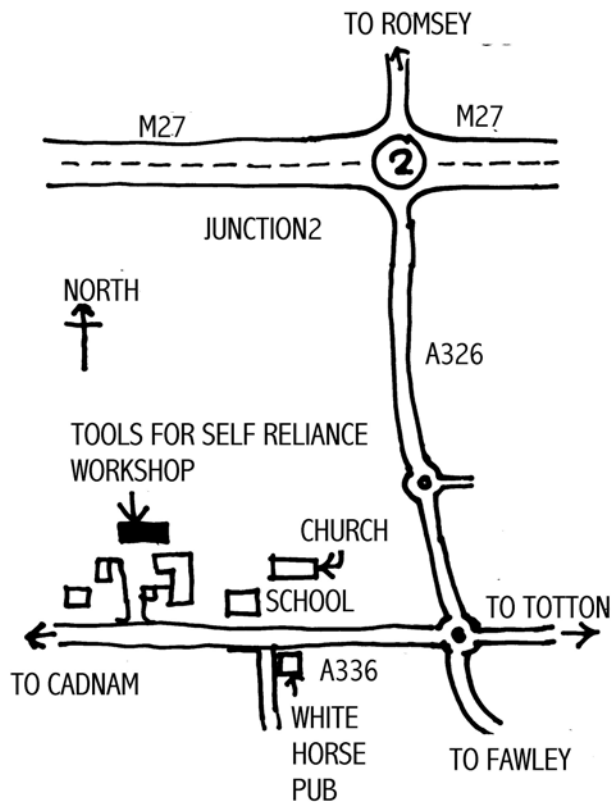 TO ROMSEY
M27
M27
2
JUNCTION2
NORTH
A326
TOOLS FOR SELF RELIANCE
WORKSHOP
CHURCH
SCHOOL
TO TOTTON
TO CADNAM
A336
WHITE
HORSE
PUB
TO FAWLEY